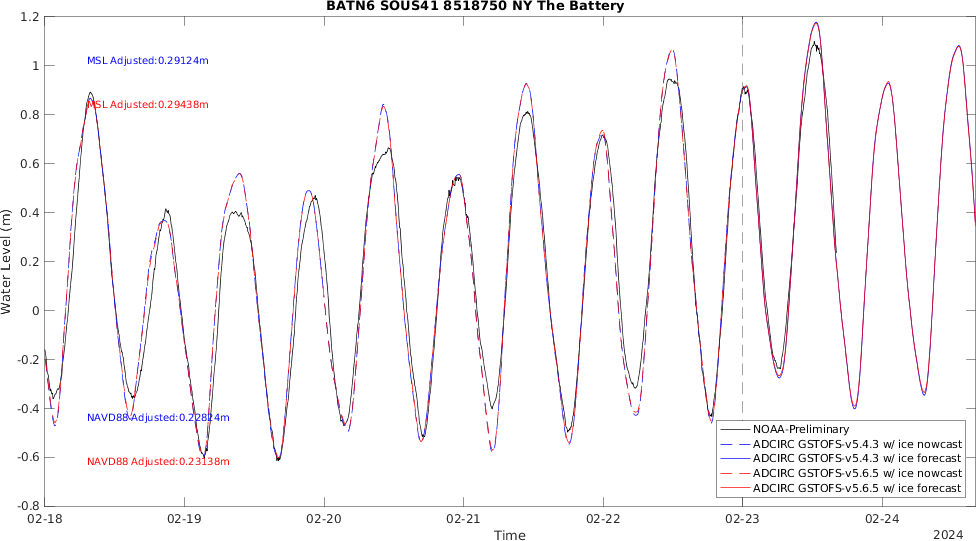 BATN6 SOUS41 8518750 NY The Battery
1.2
1
0.8
0.6
0.4
0.2
0
-0.2
-0.4
-0.6
-0.8
Water Level (m)
MSL Adjusted:0.29124m
MSL Adjusted:0.29438m
NAVD88 Adjusted:0.22824m
NAVD88 Adjusted:0.23138m
NOAA-Preliminary
ADCIRC GSTOFS-v5.4.3 w/ ice nowcast
ADCIRC GSTOFS-v5.4.3 w/ ice forecast
ADCIRC GSTOFS-v5.6.5 w/ ice nowcast
ADCIRC GSTOFS-v5.6.5 w/ ice forecast
02-18 02-19 02-20 02-21 02-22 02-23 02-24
Time
2024